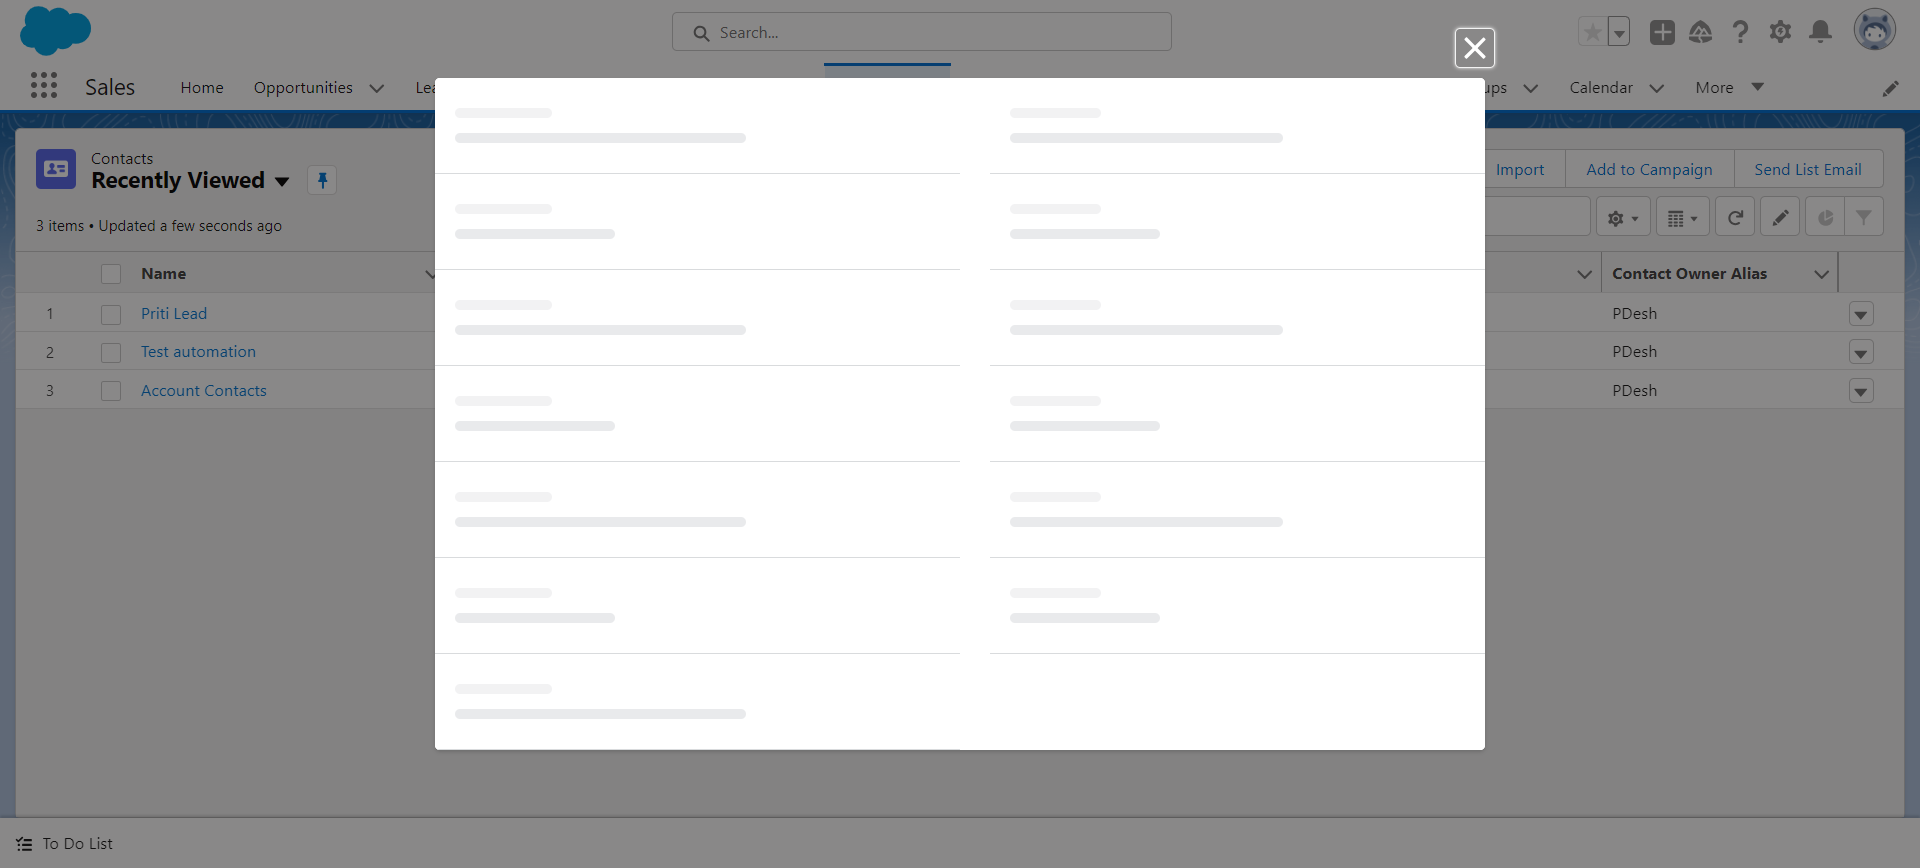 Search...
Sales
Home
Opportunities
Calendar
More
Contacts
Recently Viewed
3 items • Updated a few seconds ago
Import
Add to Campaign
Send List Email
Name
Contact Owner Alias
1
Priti Lead
PDesh
2
Test automation
PDesh
3
Account Contacts
PDesh
To Do List